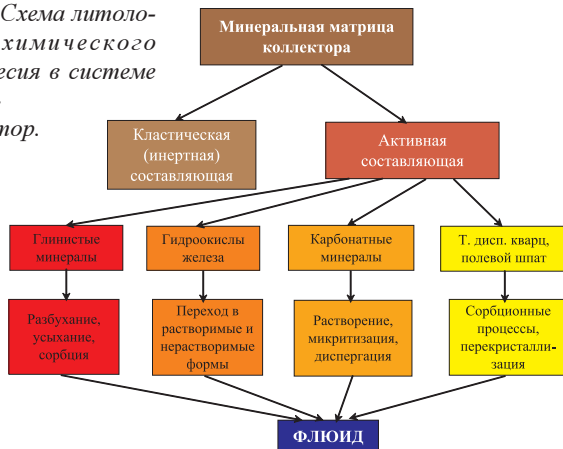 Схема литоло-
химического
есия в системе
тор.
Минеральная матрица
коллектора
Кластическая
(инертная)
составляющая
Активная
составляющая
Глинистые
минералы
Гидроокислы
железа
Карбонатные
минералы
Т. дисп. кварц,
полевой шпат
Разбухание,
усыхание,
сорбция
Переход в
растворимые и
нерастворимые
формы
Растворение,
микритизация,
диспергация
Сорбционные
процессы,
перекристалли-
зация
ФЛЮИД